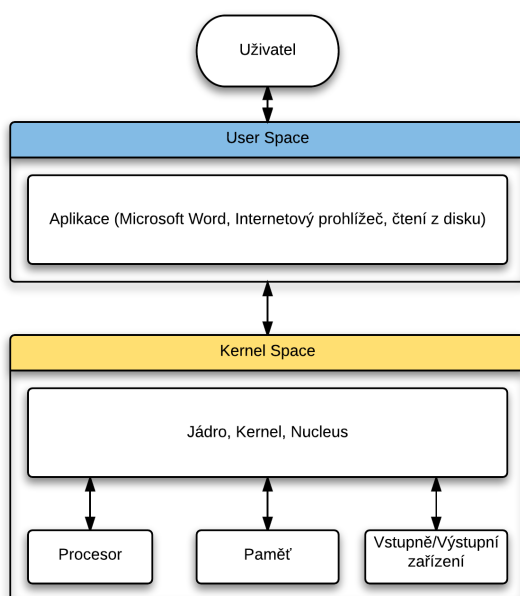 Uživatel
User Space
Aplikace (Microsoft Word, Internetový prohlížeč, čtení z disku)
Kernel Space
Jádro, Kernel, Nucleus
Procesor
Paměť
Vstupně/Výstupní
zařízení